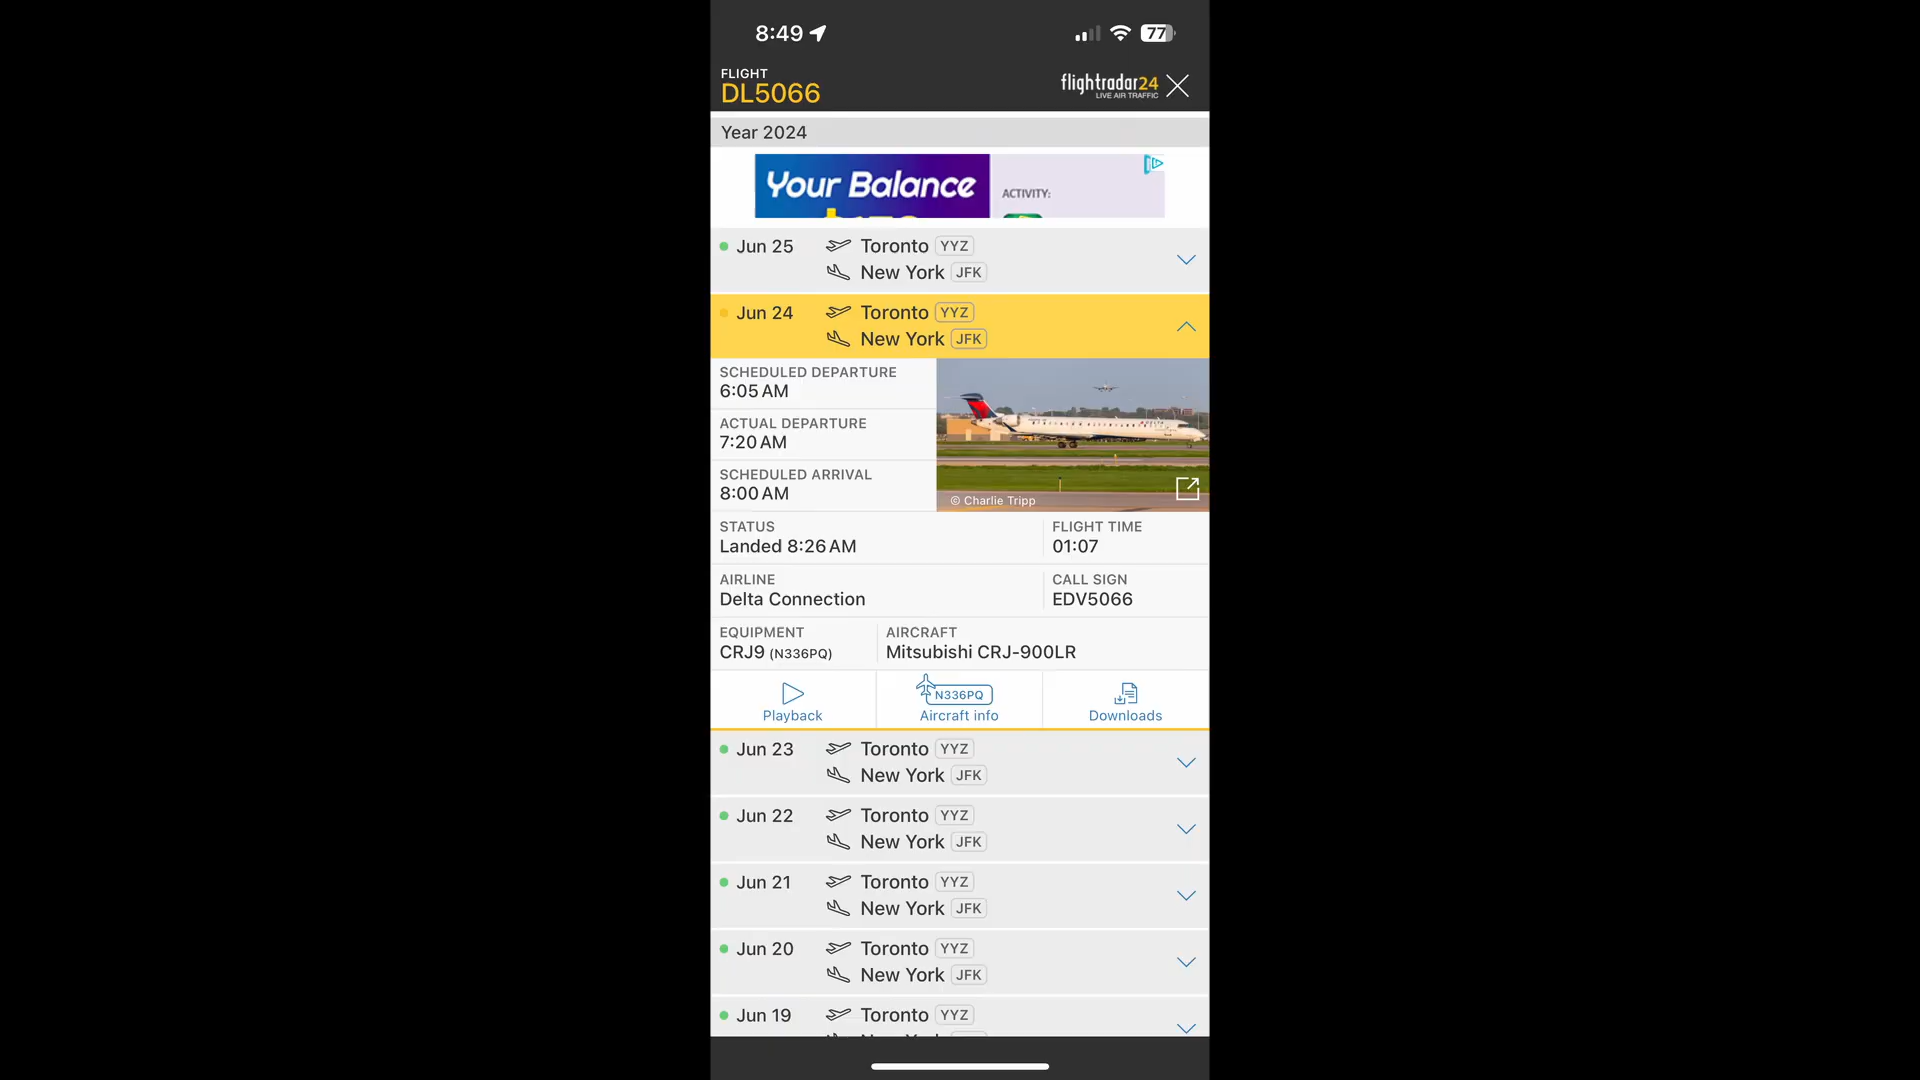 8:49
77
FLIGHT
DL5066
flightradar24
LIVE AIR TRAFFIC
Year 2024
Your Balance
ACTIVITY:
Jun 25 Toronto YYZ
New York JFK
Jun 24 Toronto YYZ
New York JFK
SCHEDULED DEPARTURE
6:05 AM
ACTUAL DEPARTURE
7:20 AM
SCHEDULED ARRIVAL
8:00 AM
© Charlie Tripp
STATUS
Landed 8:26 AM
FLIGHT TIME
01:07
AIRLINE
Delta Connection
CALL SIGN
EDV5066
EQUIPMENT
CRJ9 (N336PQ)
AIRCRAFT
Mitsubishi CRJ-900LR
Playback
N336PQ
Aircraft info
Downloads
Jun 23 Toronto YYZ
New York JFK
Jun 22 Toronto YYZ
New York JFK
Jun 21 Toronto YYZ
New York JFK
Jun 20 Toronto YYZ
New York JFK
Jun 19 Toronto YYZ